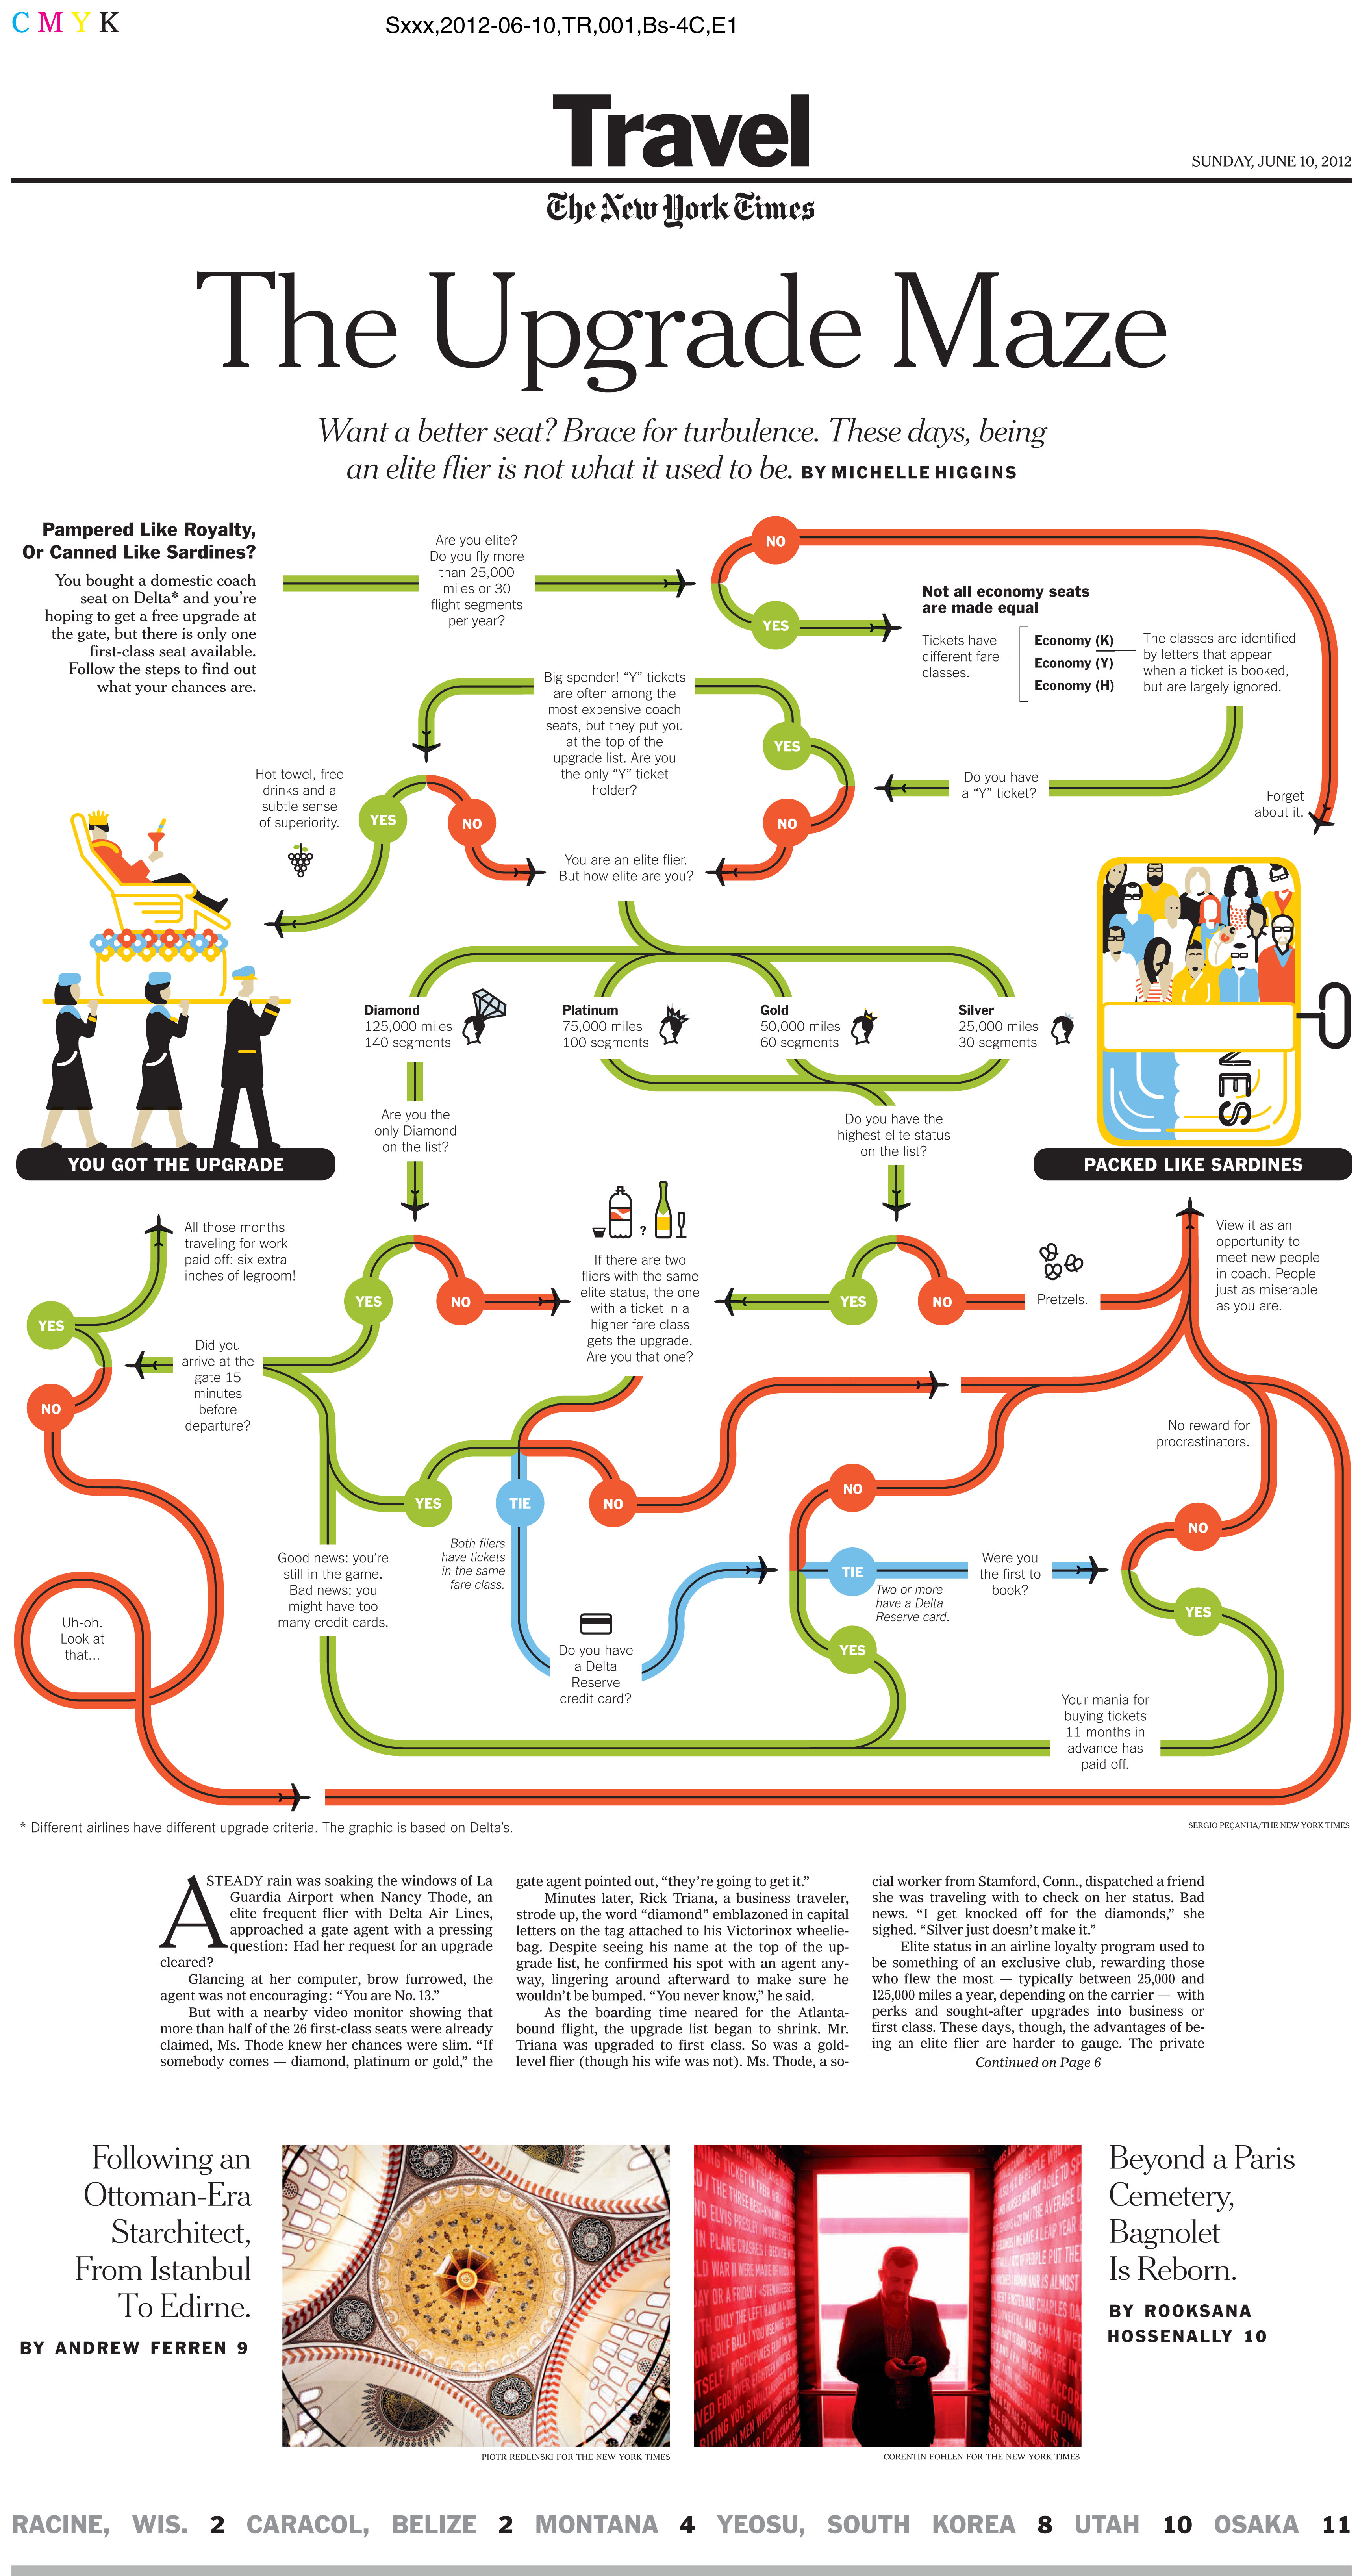 C M Y K
Sxxx,2012-06-10,TR,001,Bs-4C,E1
Travel
SUNDAY, JUNE 10, 2012
The New York Times
The Upgrade Maze
Want a better seat? Brace for turbulence. These days, being
an elite flier is not what it used to be. BY MICHELLE HIGGINS
Pampered Like Royalty,
Or Canned Like Sardines?
You bought a domestic coach
seat on Delta* and you’re
hoping to get a free upgrade at
the gate, but there is only one
first-class seat available.
Follow the steps to find out
what your chances are.
Are you elite?
Do you fly more
than 25,000
miles or 30
flight segments
per year?
NO
YES
Not all economy seats
are made equal
Tickets have
different fare
classes.
Economy (K)
Economy (Y)
Economy (H)
The classes are identified
by letters that appear
when a ticket is booked,
but are largely ignored.
Big spender! “Y” tickets
are often among the
most expensive coach
seats, but they put you
at the top of the
upgrade list. Are you
the only “Y” ticket
holder?
YES
NO
Do you have
a “Y” ticket?
Forget
about it.
Hot towel, free
drinks and a
subtle sense
of superiority.
YES
NO
You are an elite flier.
But how elite are you?
Diamond
125,000 miles
140 segments
Platinum
75,000 miles
100 segments
Gold
50,000 miles
60 segments
Silver
25,000 miles
30 segments
NES
Are you the
only Diamond
on the list?
Do you have the
highest elite status
on the list?
YOU GOT THE UPGRADE
PACKED LIKE SARDINES
All those months
traveling for work
paid off: six extra
inches of legroom!
?
If there are two
fliers with the same
elite status, the one
with a ticket in a
higher fare class
gets the upgrade.
Are you that one?
YES
NO
YES
NO
Pretzels.
View it as an
opportunity to
meet new people
in coach. People
just as miserable
as you are.
YES
NO
Did you
arrive at the
gate 15
minutes
before
departure?
No reward for
procrastinators.
YES
TIE
NO
Both fliers
have tickets
in the same
fare class.
NO
TIE
YES
Two or more
have a Delta
Reserve card.
Were you
the first to
book?
NO
YES
Good news: you’re
still in the game.
Bad news: you
might have too
many credit cards.
Uh-oh.
Look at
that...
Do you have
a Delta
Reserve
credit card?
Your mania for
buying tickets
11 months in
advance has
paid off.
* Different airlines have different upgrade criteria. The graphic is based on Delta’s.
SERGIO PEÇANHA/THE NEW YORK TIMES
A STEADY rain was soaking the windows of La
Guardia Airport when Nancy Thode, an
elite frequent flier with Delta Air Lines,
approached a gate agent with a pressing
question: Had her request for an upgrade
cleared?
Glancing at her computer, brow furrowed, the
agent was not encouraging: “You are No. 13.”
But with a nearby video monitor showing that
more than half of the 26 first-class seats were already
claimed, Ms. Thode knew her chances were slim. “If
somebody comes — diamond, platinum or gold,” the
gate agent pointed out, “they’re going to get it.”
Minutes later, Rick Triana, a business traveler,
strode up, the word “diamond” emblazoned in capital
letters on the tag attached to his Victorinox wheelie-
bag. Despite seeing his name at the top of the up-
grade list, he confirmed his spot with an agent any-
way, lingering around afterward to make sure he
wouldn’t be bumped. “You never know,” he said.
As the boarding time neared for the Atlanta-
bound flight, the upgrade list began to shrink. Mr.
Triana was upgraded to first class. So was a gold-
level flier (though his wife was not). Ms. Thode, a so-
cial worker from Stamford, Conn., dispatched a friend
she was traveling with to check on her status. Bad
news. “I get knocked off for the diamonds,” she
sighed. “Silver just doesn’t make it.”
Elite status in an airline loyalty program used to
be something of an exclusive club, rewarding those
who flew the most — typically between 25,000 and
125,000 miles a year, depending on the carrier — with
perks and sought-after upgrades into business or
first class. These days, though, the advantages of be-
ing an elite flier are harder to gauge. The private
Continued on Page 6
Following an
Ottoman-Era
Starchitect,
From Istanbul
To Edirne.
BY ANDREW FERREN 9
PIOTR REDLINSKI FOR THE NEW YORK TIMES
CORENTIN FOHLEN FOR THE NEW YORK TIMES
Beyond a Paris
Cemetery,
Bagnolet
Is Reborn.
BY ROOKSANA
HOSSENALLY 10
RACINE, WIS. 2 CARACOL, BELIZE 2 MONTANA 4 YEOSU, SOUTH KOREA 8 UTAH 10 OSAKA 11